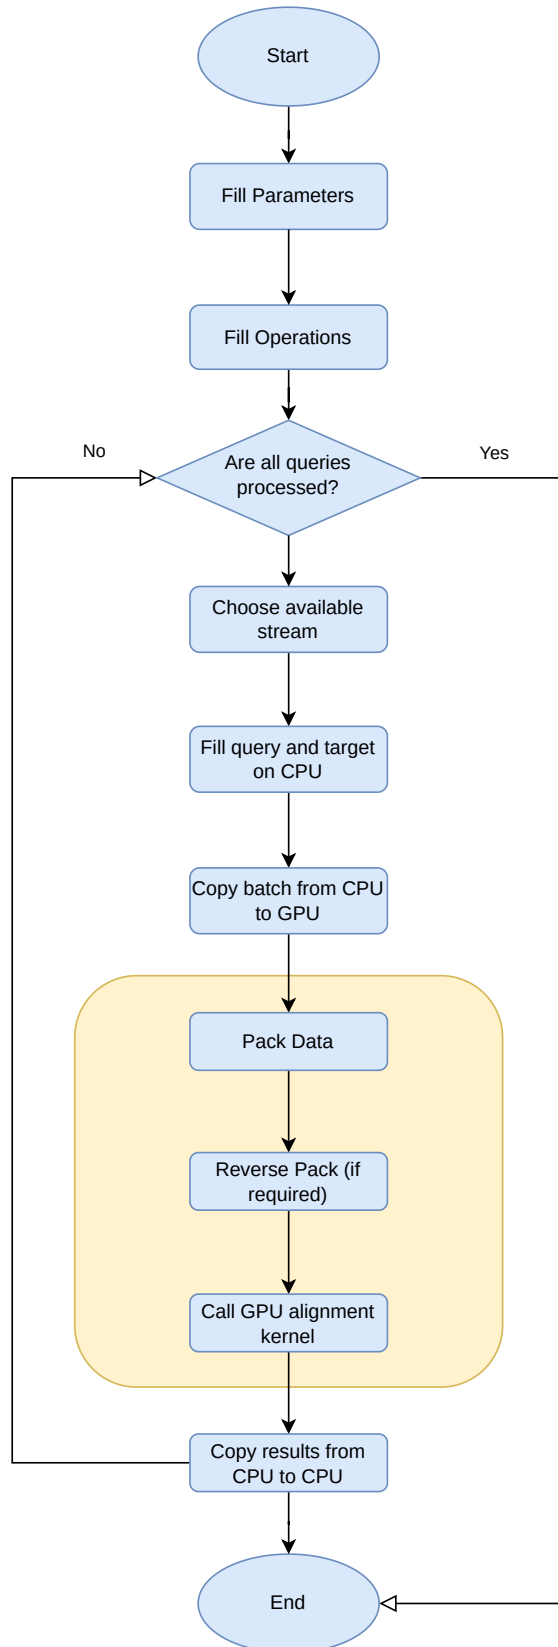 Start
Fill Parameters
Fill Operations
No
Are all queries
processed?
Yes
Choose available
stream
Fill query and target
on CPU
Copy batch from CPU
to GPU
Pack Data
Reverse Pack (if
required)
Call GPU alignment
kernel
Copy results from
CPU to CPU
End